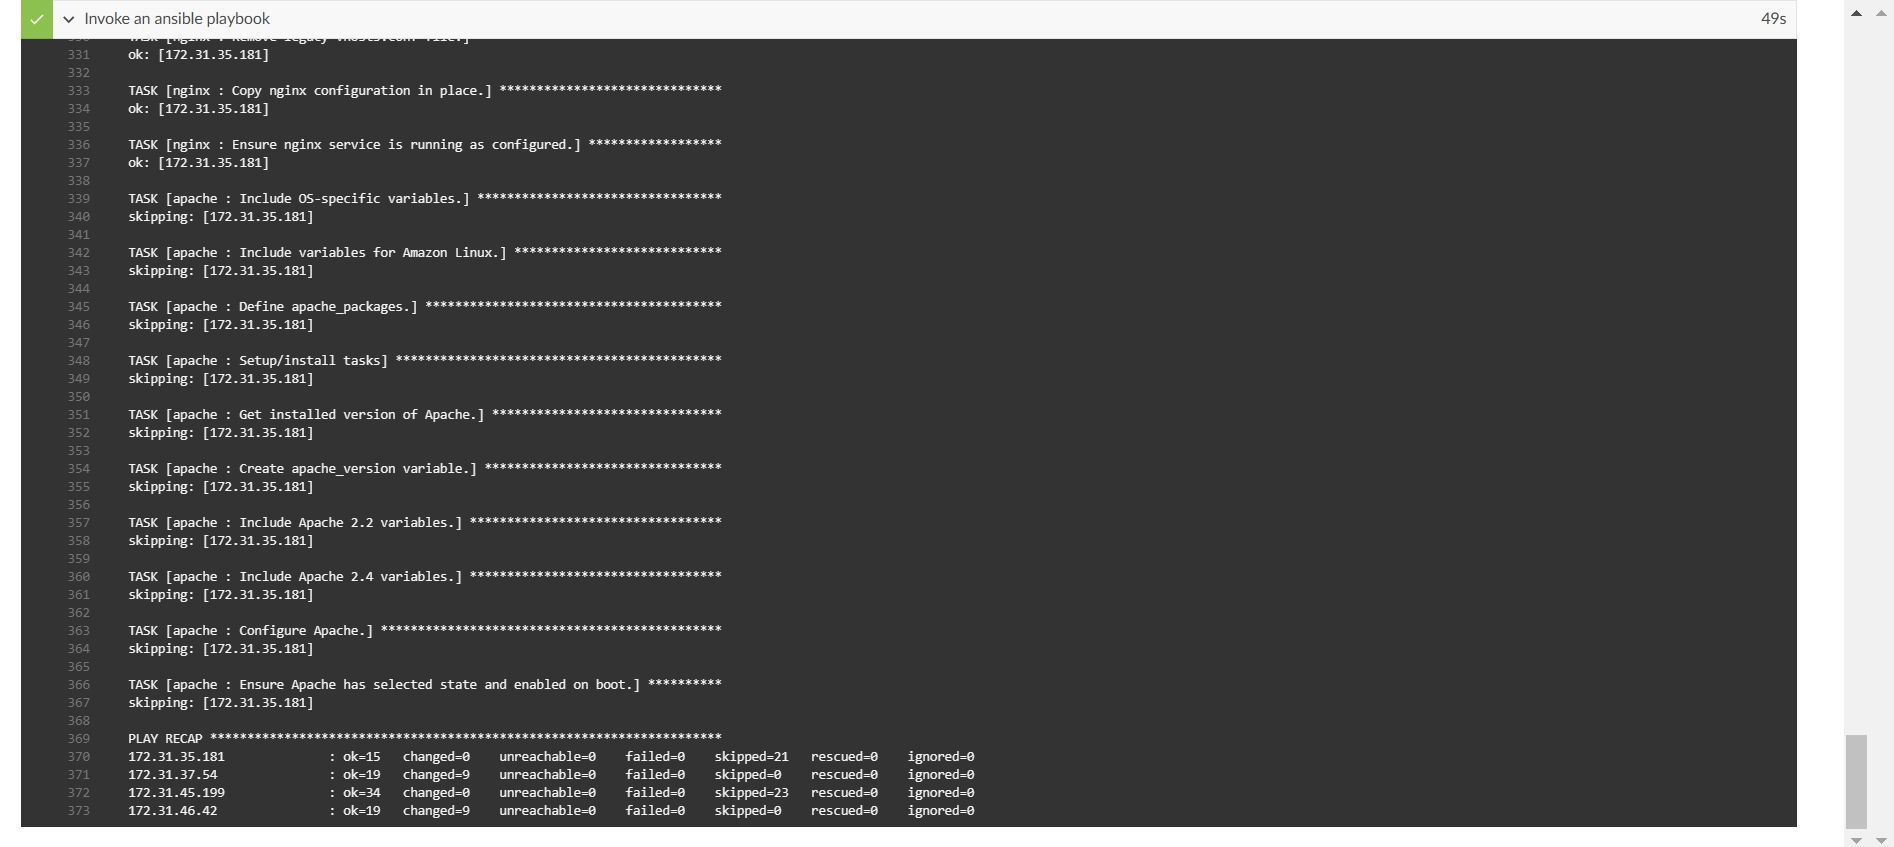 Invoke an ansible playbook 49s
330 TASK [nginx : Remove legacy vhosts.conf file.]
331 ok: [172.31.35.181]
332
333 TASK [nginx : Copy nginx configuration in place.] ******************************
334 ok: [172.31.35.181]
335
336 TASK [nginx : Ensure nginx service is running as configured.] ******************
337 ok: [172.31.35.181]
338
339 TASK [apache : Include OS-specific variables.] *********************************
340 skipping: [172.31.35.181]
341
342 TASK [apache : Include variables for Amazon Linux.] ****************************
343 skipping: [172.31.35.181]
344
345 TASK [apache : Define apache_packages.] ****************************************
346 skipping: [172.31.35.181]
347
348 TASK [apache : Setup/install tasks] ********************************************
349 skipping: [172.31.35.181]
350
351 TASK [apache : Get installed version of Apache.] *******************************
352 skipping: [172.31.35.181]
353
354 TASK [apache : Create apache_version variable.] ********************************
355 skipping: [172.31.35.181]
356
357 TASK [apache : Include Apache 2.2 variables.] **********************************
358 skipping: [172.31.35.181]
359
360 TASK [apache : Include Apache 2.4 variables.] **********************************
361 skipping: [172.31.35.181]
362
363 TASK [apache : Configure Apache.] **********************************************
364 skipping: [172.31.35.181]
365
366 TASK [apache : Ensure Apache has selected state and enabled on boot.] **********
367 skipping: [172.31.35.181]
368
369 PLAY RECAP *********************************************************************
370 172.31.35.181 : ok=15 changed=0 unreachable=0 failed=0 skipped=21 rescued=0 ignored=0
371 172.31.37.54 : ok=19 changed=9 unreachable=0 failed=0 skipped=0 rescued=0 ignored=0
372 172.31.45.199 : ok=34 changed=0 unreachable=0 failed=0 skipped=23 rescued=0 ignored=0
373 172.31.46.42 : ok=19 changed=9 unreachable=0 failed=0 skipped=0 rescued=0 ignored=0